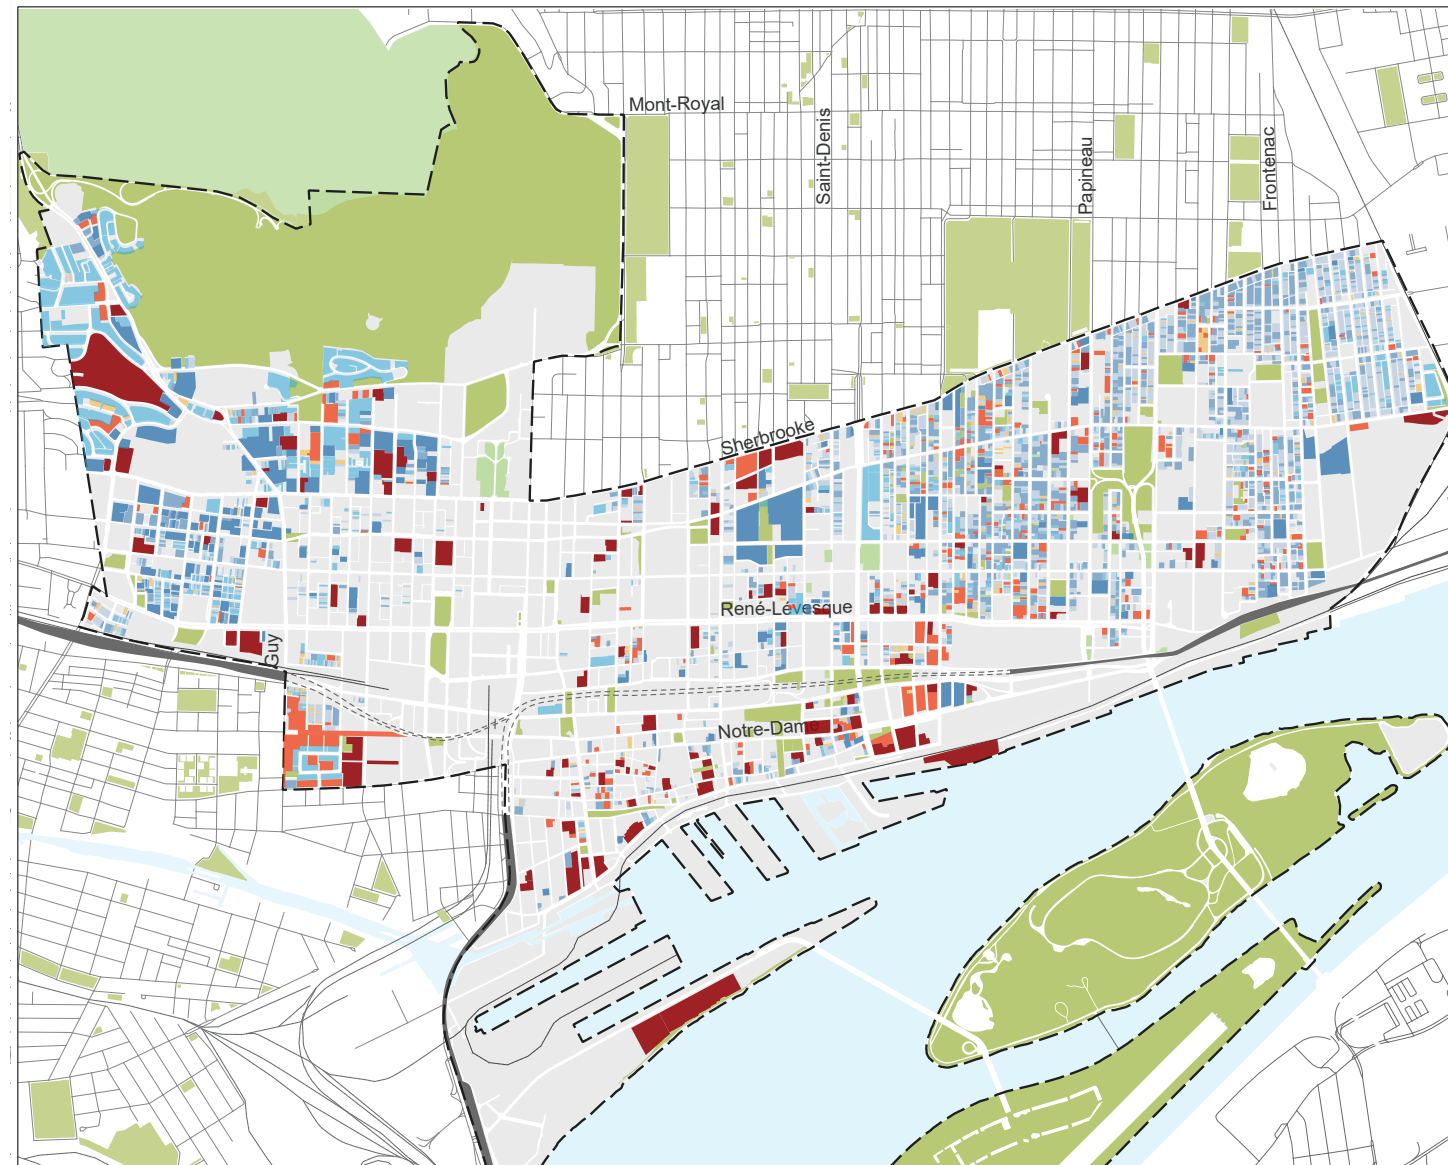 Mont-Royal
Saint-Denis
Papineau
Frontenac
Sherbrooke
René-Lévesque
Guy
Notre-Dame